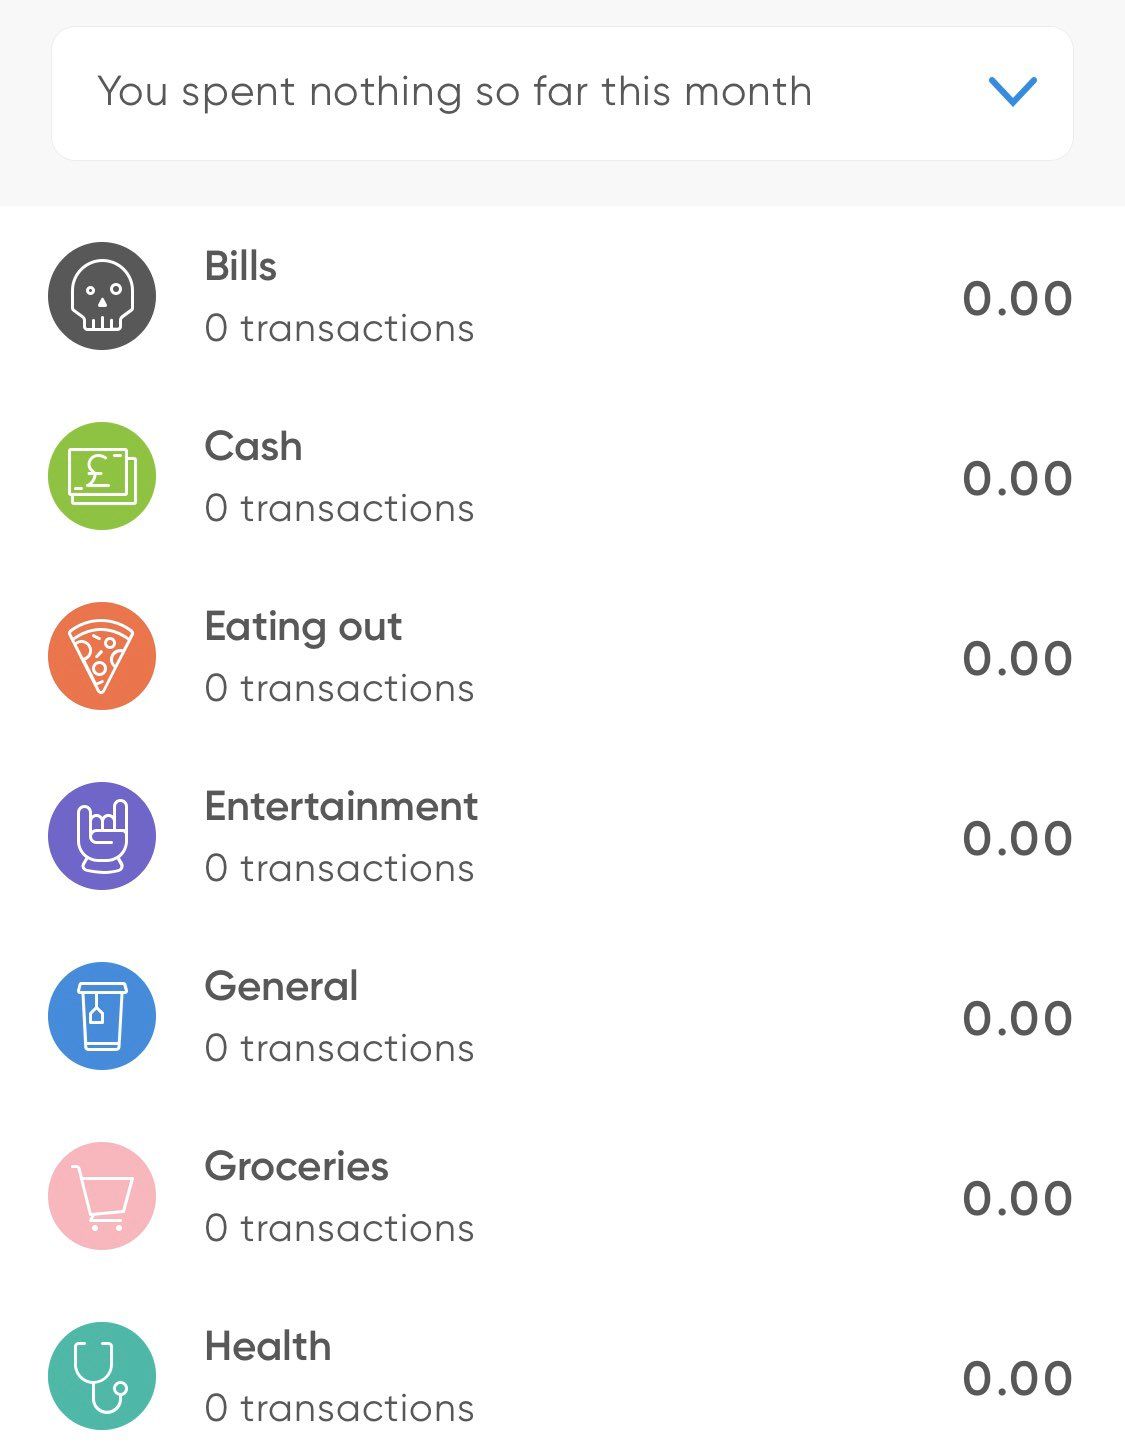 You spent nothing so far this month
Bills
0 transactions
0.00
Cash
0 transactions
0.00
£
Eating out
0 transactions
0.00
Entertainment
0 transactions
0.00
General
0 transactions
0.00
Groceries
0 transactions
0.00
Health
0 transactions
0.00